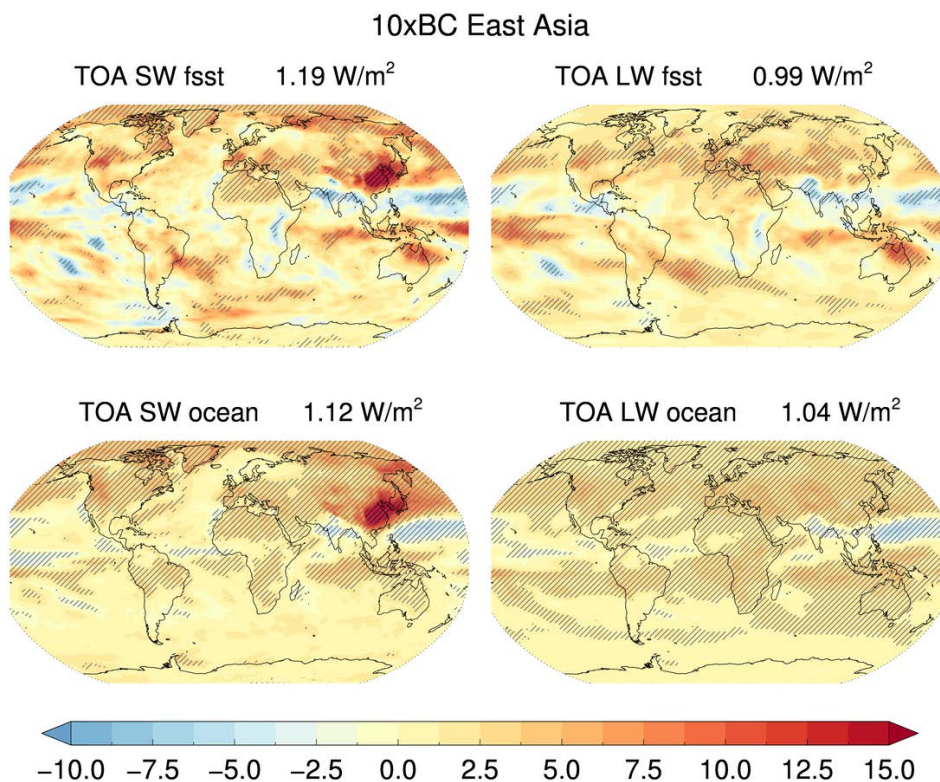 10xBC East Asia
TOA SW fsst 1.19 W/m²
TOA LW fsst 0.99 W/m²
TOA SW ocean 1.12 W/m²
TOA LW ocean 1.04 W/m²
−10.0 −7.5 −5.0 −2.5 0.0 2.5 5.0 7.5 10.0 12.5 15.0